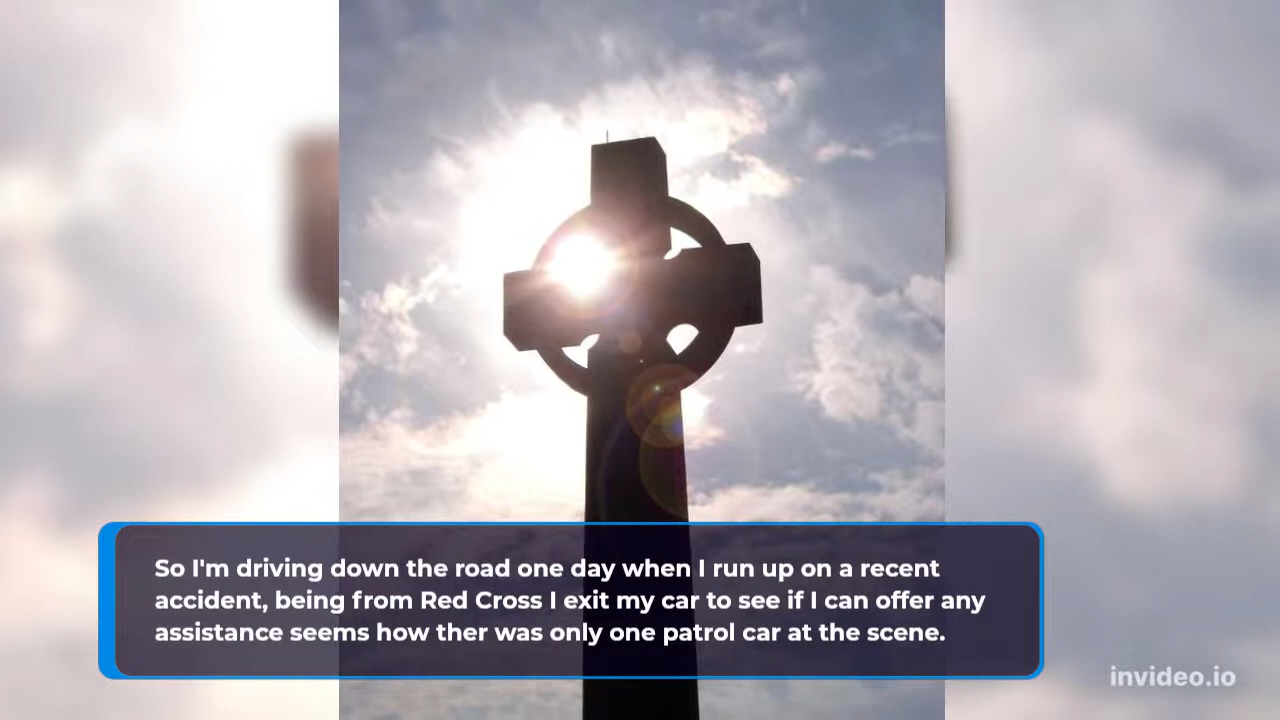 So I'm driving down the road one day when I run up on a recent
accident, being from Red Cross I exit my car to see if I can offer any
assistance seems how ther was only one patrol car at the scene.
invideo.io